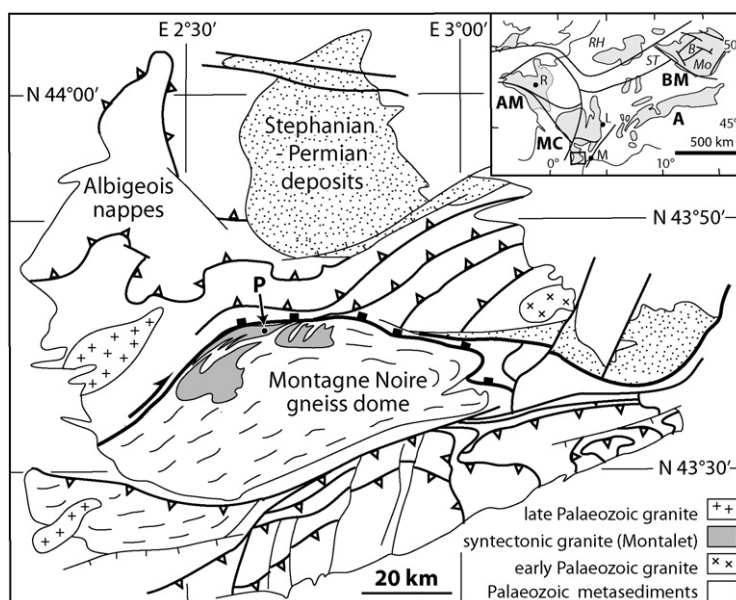 E 2°30′
E 3°00′
N 44°00′
RH
ST
B
Mo
50°
R
BM
AM
L
A
45°
MC
M
500 km
0°
10°
Stephanian
- Permian
deposits
Albigeois
nappes
N 43°50′
P
Montagne Noire
gneiss dome
N 43°30′
late Palaeozoic granite
syntectonic granite (Montalet)
early Palaeozoic granite
Palaeozoic metasediments
20 km